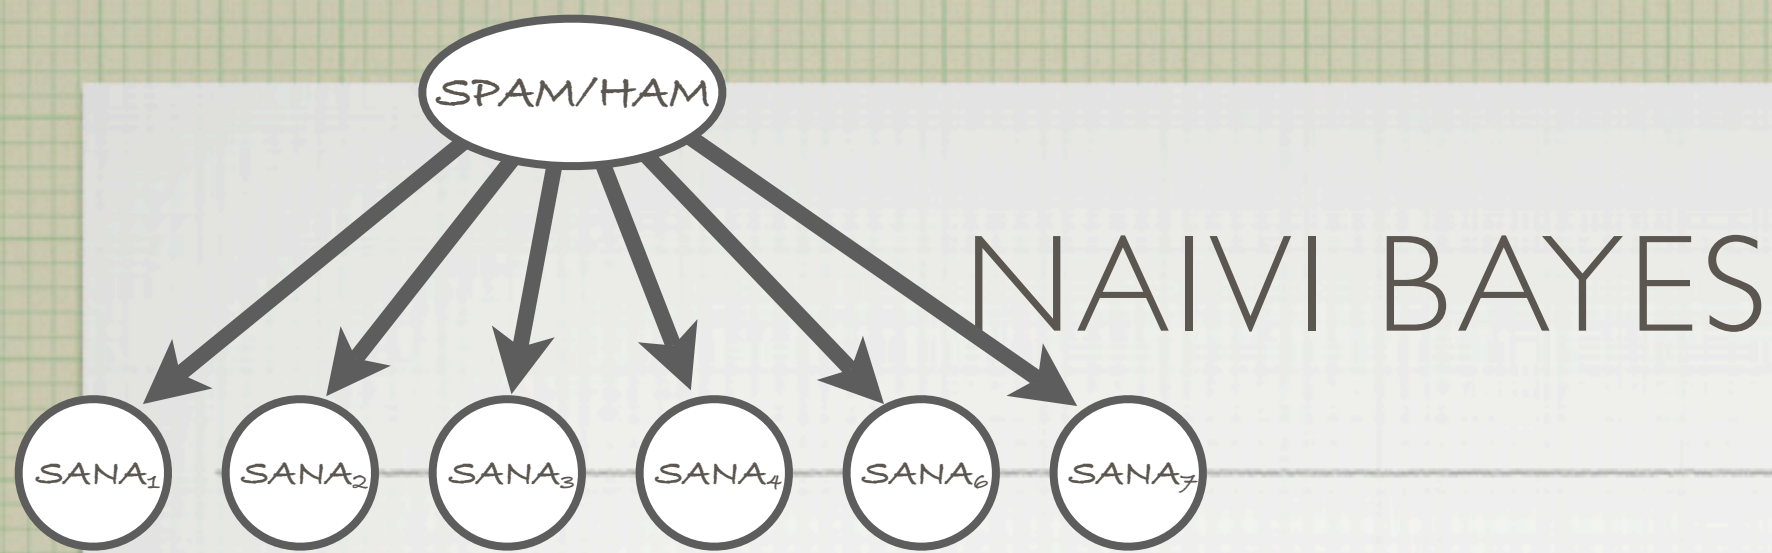 SPAM/HAM
NAIVI BAYES
SANA₁ SANA₂ SANA₃ SANA₄ SANA₆ SANA₇